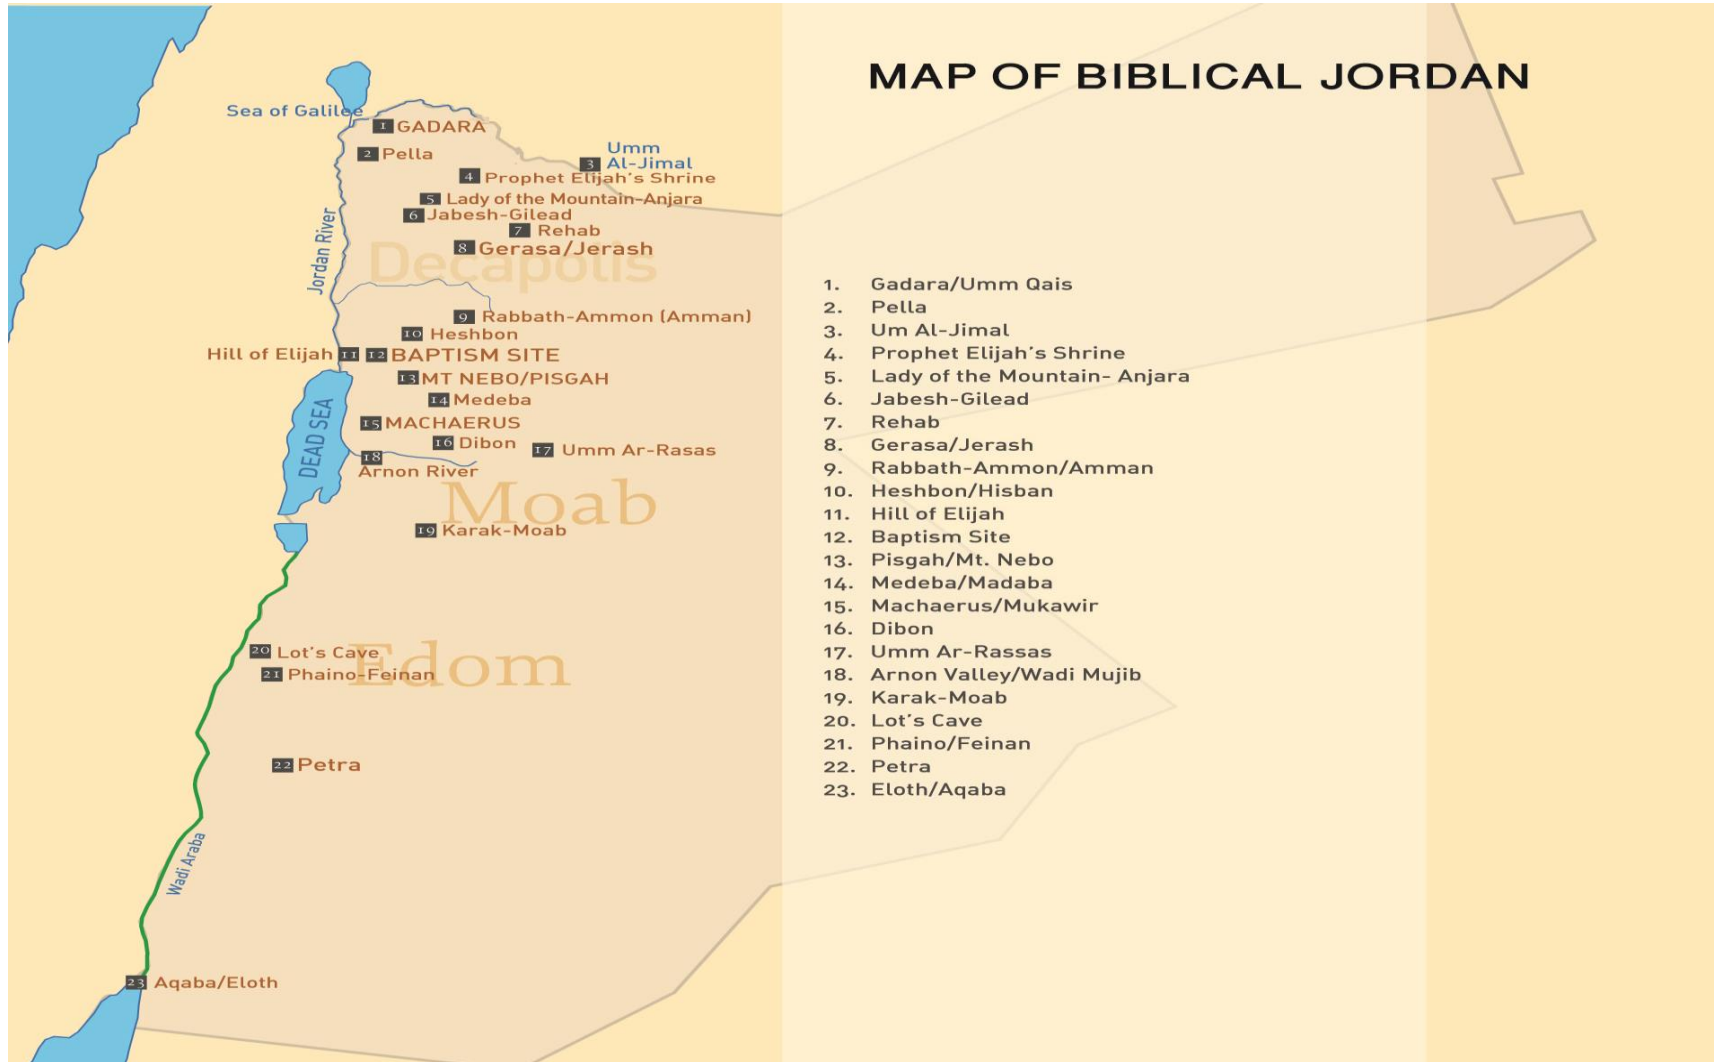 MAP OF BIBLICAL JORDAN
Sea of Galilee
1 GADARA
2 Pella
Umm
3 Al-Jimal
4 Prophet Elijah's Shrine
5 Lady of the Mountain-Anjara
6 Jabesh-Gilead
7 Rehab
8 Gerasa/Jerash
Decapolis
Jordan River
9 Rabbath-Ammon (Amman)
10 Heshbon
Hill of Elijah 11 12 BAPTISM SITE
13 MT NEBO/PISGAH
14 Medeba
DEAD SEA
15 MACHAERUS
16 Dibon
17 Umm Ar-Rasas
18
Arnon River
Moab
19 Karak-Moab
20 Lot's Cave
Edom
21 Phaino-Feinan
22 Petra
Wadi Araba
23 Aqaba/Eloth
1. Gadara/Umm Qais
2. Pella
3. Um Al-Jimal
4. Prophet Elijah's Shrine
5. Lady of the Mountain- Anjara
6. Jabesh-Gilead
7. Rehab
8. Gerasa/Jerash
9. Rabbath-Ammon/Amman
10. Heshbon/Hisban
11. Hill of Elijah
12. Baptism Site
13. Pisgah/Mt. Nebo
14. Medeba/Madaba
15. Machaerus/Mukawir
16. Dibon
17. Umm Ar-Rassas
18. Arnon Valley/Wadi Mujib
19. Karak-Moab
20. Lot's Cave
21. Phaino/Feinan
22. Petra
23. Eloth/Aqaba